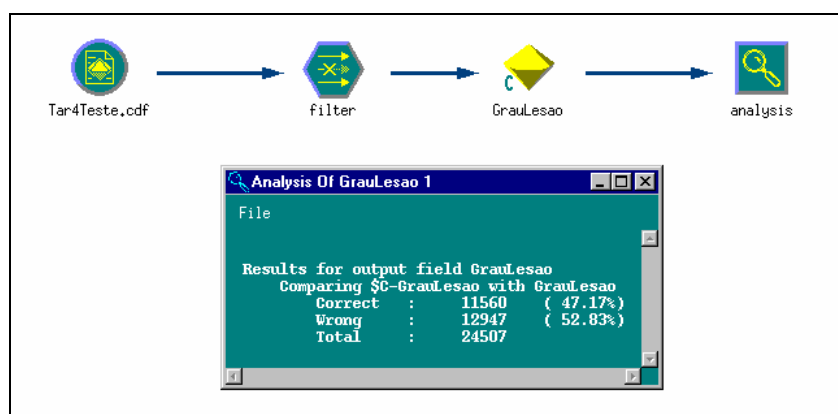 Tar4Teste.cdf
filter
C
GrauLesao
analysis
Analysis Of GrauLesao 1
File
Results for output field GrauLesao
Comparing $C-GrauLesao with GrauLesao
Correct : 11560 ( 47.17%)
Wrong : 12947 ( 52.83%)
Total : 24507